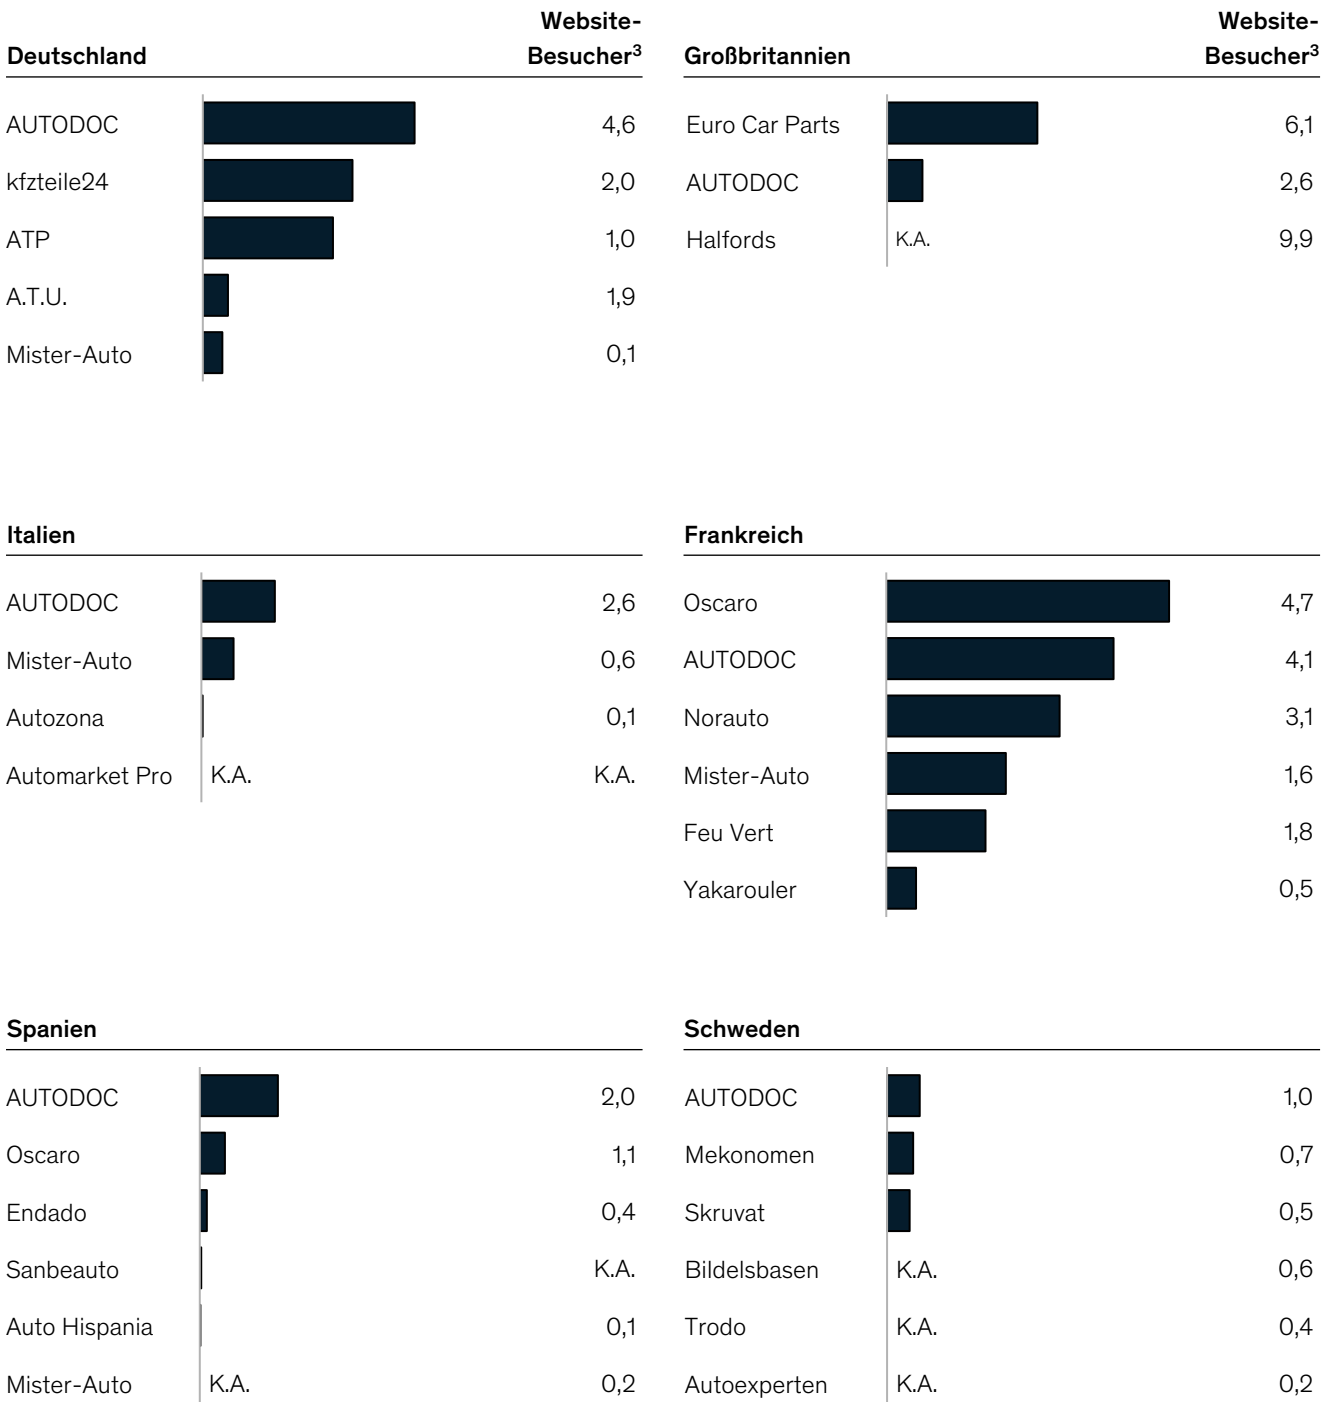 Deutschland
Website-
Besucher³
AUTODOC 4,6
kfzteile24 2,0
ATP 1,0
A.T.U. 1,9
Mister-Auto 0,1
Großbritannien
Website-
Besucher³
Euro Car Parts 6,1
AUTODOC 2,6
Halfords K.A. 9,9
Italien
AUTODOC 2,6
Mister-Auto 0,6
Autozona 0,1
Automarket Pro K.A. K.A.
Frankreich
Oscaro 4,7
AUTODOC 4,1
Norauto 3,1
Mister-Auto 1,6
Feu Vert 1,8
Yakarouler 0,5
Spanien
AUTODOC 2,0
Oscaro 1,1
Endado 0,4
Sanbeauto K.A.
Auto Hispania 0,1
Mister-Auto K.A. 0,2
Schweden
AUTODOC 1,0
Mekonomen 0,7
Skruvat 0,5
Bildelsbasen K.A. 0,6
Trodo K.A. 0,4
Autoexperten K.A. 0,2